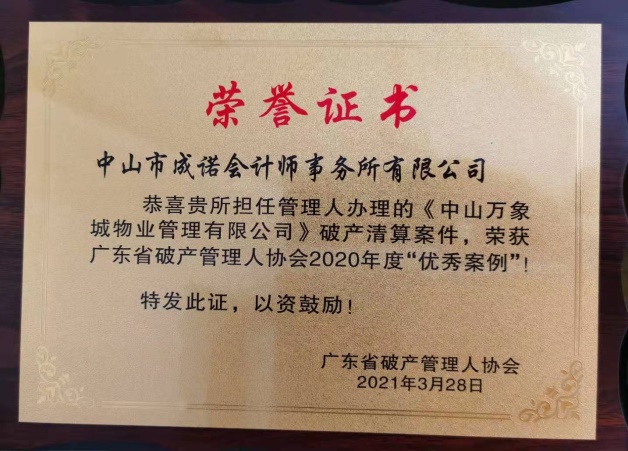 荣誉证书
中山市成诺会计师事务所有限公司
恭喜贵所担任管理人办理的《中山万象
城物业管理有限公司》破产清算案件，荣获
广东省破产管理人协会2020年度“优秀案例”！
特发此证，以资鼓励！
广东省破产管理人协会
2021年3月28日